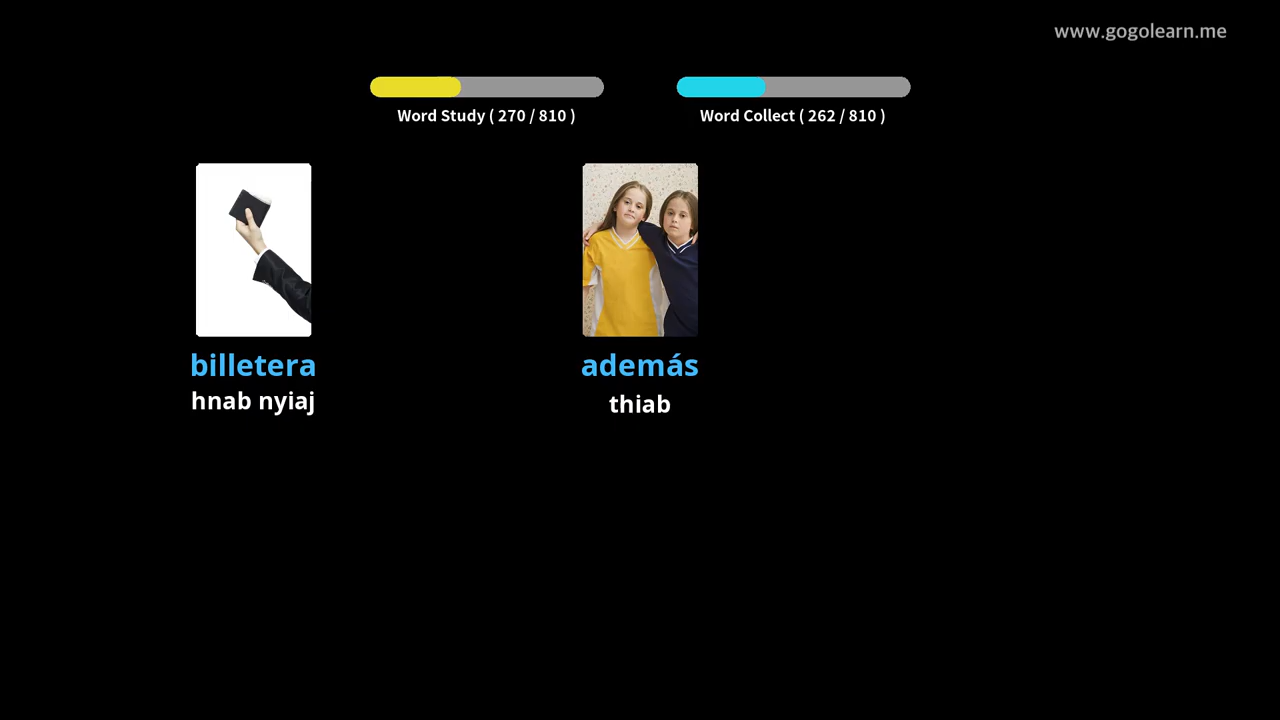 www.gogolearn.me
Word Study ( 270 / 810 )
Word Collect ( 262 / 810 )
billetera
hnab nyiaj
además
thiab